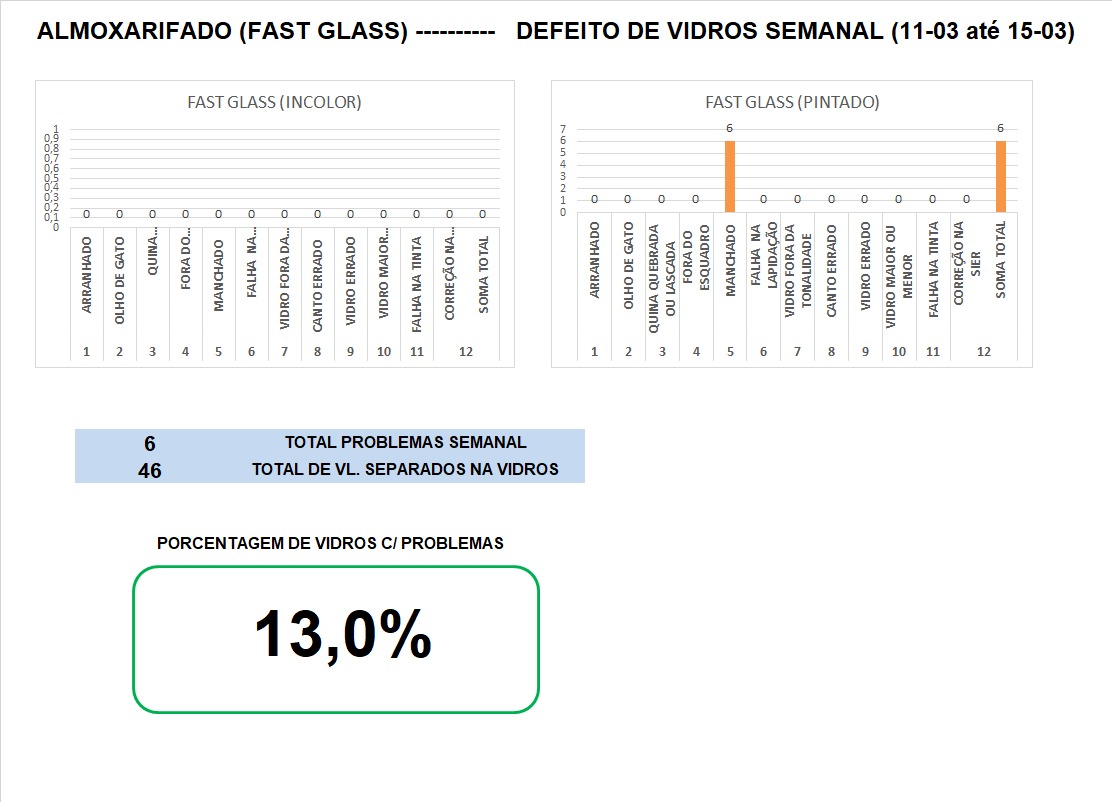 ALMOXARIFADO (FAST GLASS) ---------- DEFEITO DE VIDROS SEMANAL (11-03 até 15-03)
FAST GLASS (INCOLOR)
1
0,9
0,8
0,7
0,6
0,5
0,4
0,3
0,2
0,1
0
0 0 0 0 0 0 0 0 0 0 0 0 0
ARRANHADO
OLHO DE GATO
QUINA...
FORA DO...
MANCHADO
FALHA NA...
VIDRO FORA DA...
CANTO ERRADO
VIDRO ERRADO
VIDRO MAIOR...
FALHA NA TINTA
CORREÇÃO NA...
SOMA TOTAL
1 2 3 4 5 6 7 8 9 10 11 12
FAST GLASS (PINTADO)
7
6
5
4
3
2
1
0
0 0 0 0 6 0 0 0 0 0 0 0 6
ARRANHADO
OLHO DE GATO
QUINA QUEBRADA
OU LASCADA
FORA DO
ESQUADRO
MANCHADO
FALHA NA
LAPIDAÇÃO
VIDRO FORA DA
TONALIDADE
CANTO ERRADO
VIDRO ERRADO
VIDRO MAIOR OU
MENOR
FALHA NA TINTA
CORREÇÃO NA
SIER
SOMA TOTAL
1 2 3 4 5 6 7 8 9 10 11 12
6 TOTAL PROBLEMAS SEMANAL
46 TOTAL DE VL. SEPARADOS NA VIDROS
PORCENTAGEM DE VIDROS C/ PROBLEMAS
13,0%